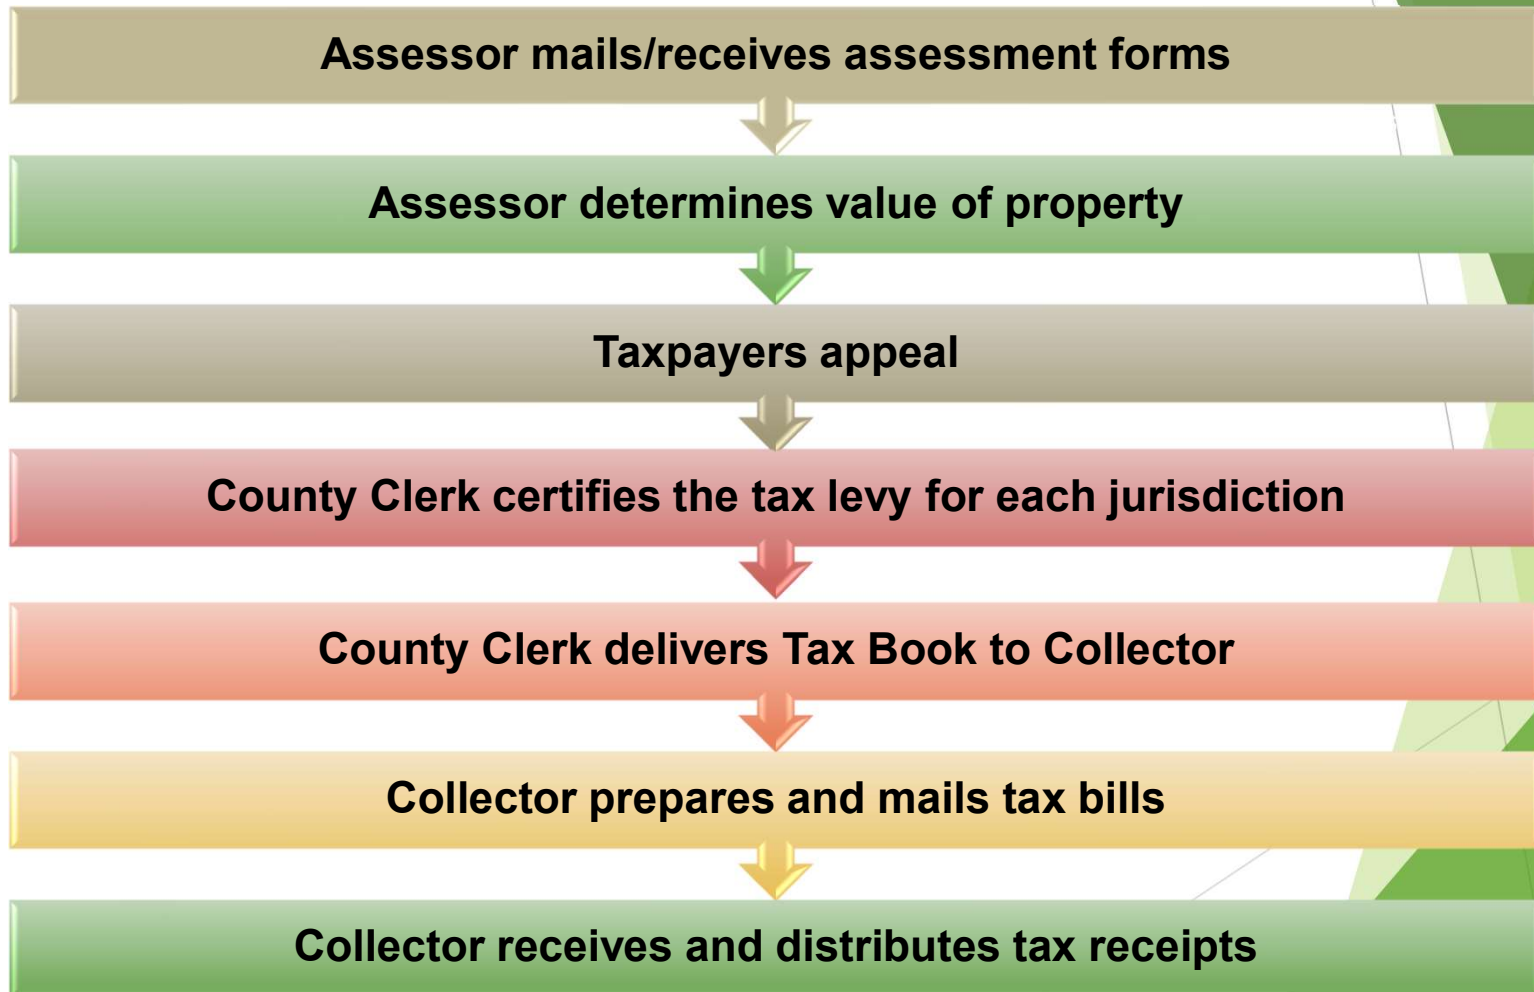 Assessor mails/receives assessment forms
Assessor determines value of property
Taxpayers appeal
County Clerk certifies the tax levy for each jurisdiction
County Clerk delivers Tax Book to Collector
Collector prepares and mails tax bills
Collector receives and distributes tax receipts